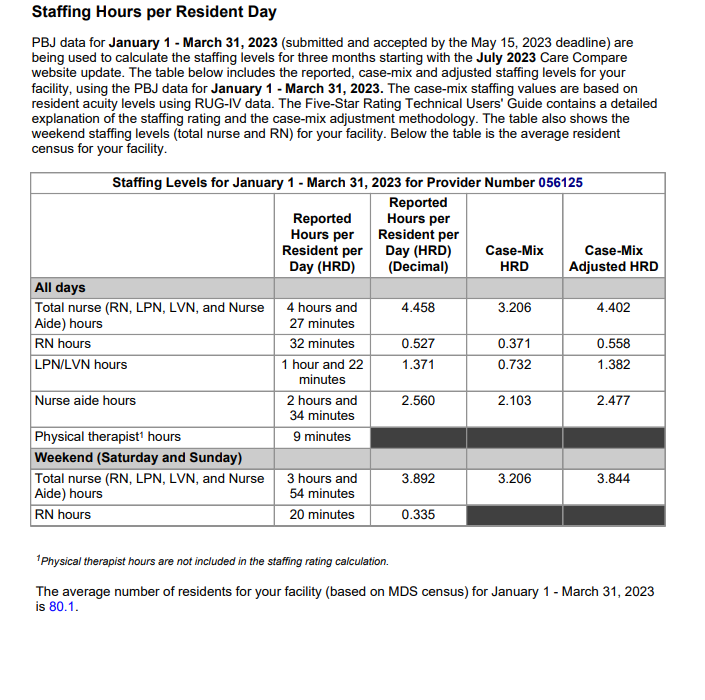 Staffing Hours per Resident Day
PBJ data for January 1 - March 31, 2023 (submitted and accepted by the May 15, 2023 deadline) are
being used to calculate the staffing levels for three months starting with the July 2023 Care Compare
website update. The table below includes the reported, case-mix and adjusted staffing levels for your
facility, using the PBJ data for January 1 - March 31, 2023. The case-mix staffing values are based on
resident acuity levels using RUG-IV data. The Five-Star Rating Technical Users' Guide contains a detailed
explanation of the staffing rating and the case-mix adjustment methodology. The table also shows the
weekend staffing levels (total nurse and RN) for your facility. Below the table is the average resident
census for your facility.
Staffing Levels for January 1 - March 31, 2023 for Provider Number 056125
Reported
Hours per
Resident per
Day (HRD)
Reported
Hours per
Resident per
Day (HRD)
(Decimal)
Case-Mix
HRD
Case-Mix
Adjusted HRD
All days
Total nurse (RN, LPN, LVN, and Nurse
Aide) hours
4 hours and
27 minutes
4.458
3.206
4.402
RN hours
32 minutes
0.527
0.371
0.558
LPN/LVN hours
1 hour and 22
minutes
1.371
0.732
1.382
Nurse aide hours
2 hours and
34 minutes
2.560
2.103
2.477
Physical therapist¹ hours
9 minutes
Weekend (Saturday and Sunday)
Total nurse (RN, LPN, LVN, and Nurse
Aide) hours
3 hours and
54 minutes
3.892
3.206
3.844
RN hours
20 minutes
0.335
¹Physical therapist hours are not included in the staffing rating calculation.
The average number of residents for your facility (based on MDS census) for January 1 - March 31, 2023
is 80.1.